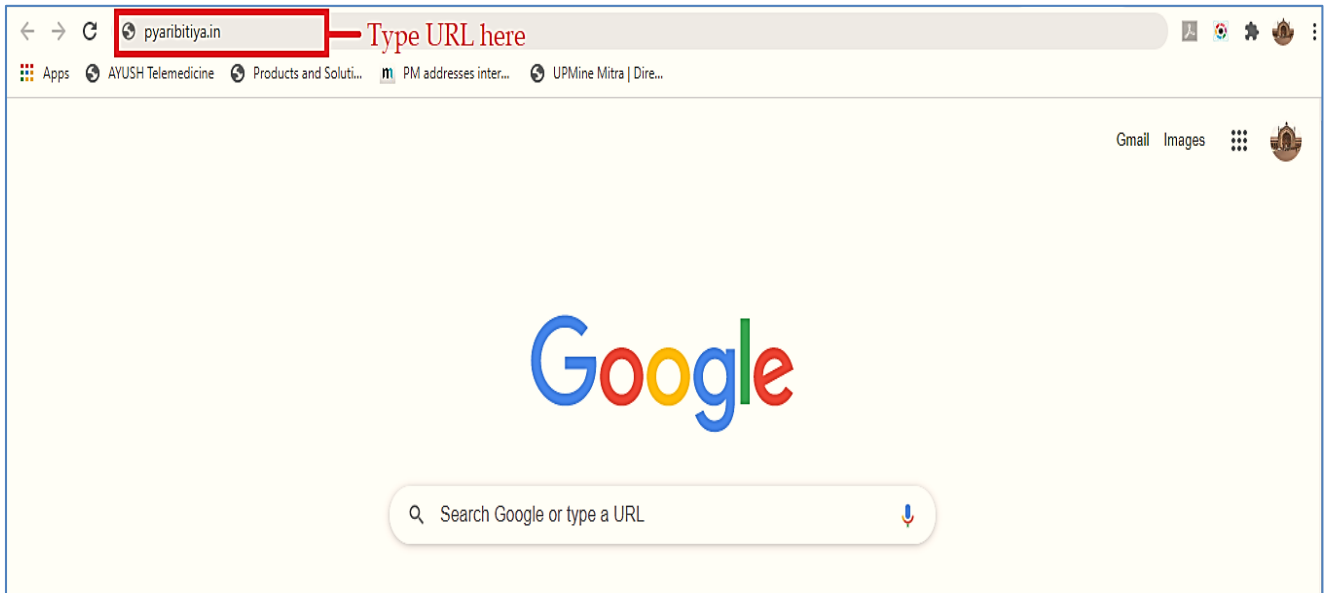 pyaribitiya.in Type URL here
Apps AYUSH Telemedicine Products and Soluti... m PM addresses inter... UPMine Mitra | Dire...
Gmail Images
Google
Search Google or type a URL